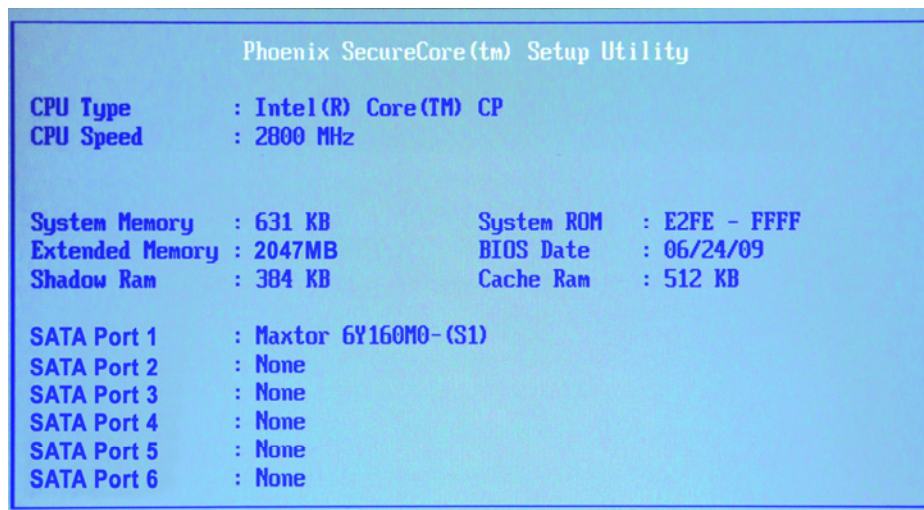 Phoenix SecureCore(tm) Setup Utility
CPU Type : Intel(R) Core(TM) CP
CPU Speed : 2800 MHz
System Memory : 631 KB System ROM : E2FE - FFFF
Extended Memory : 2047MB BIOS Date : 06/24/09
Shadow Ram : 384 KB Cache Ram : 512 KB
SATA Port 1 : Maxtor 6Y160M0-(S1)
SATA Port 2 : None
SATA Port 3 : None
SATA Port 4 : None
SATA Port 5 : None
SATA Port 6 : None